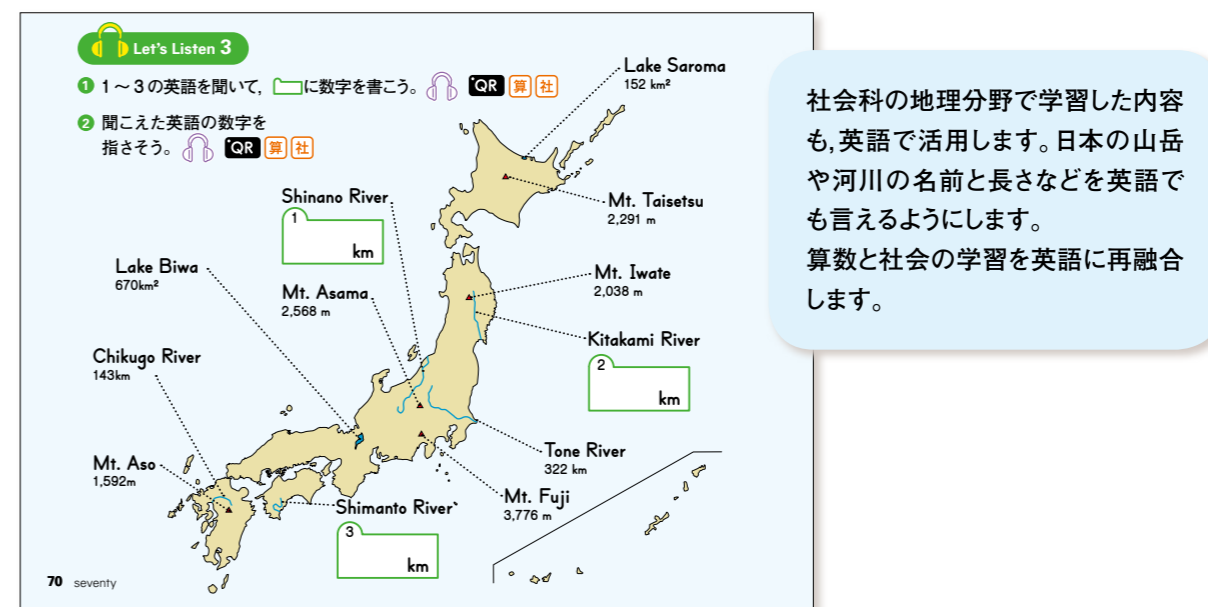 Let's Listen 3
❶ 1～3の英語を聞いて，に数字を書こう。 QR 算 社
❷ 聞こえた英語の数字を
指さそう。 QR 算 社
Lake Saroma
152 km²
Mt. Taisetsu
2,291 m
Shinano River
1
km
Lake Biwa
670km²
Mt. Asama
2,568 m
Mt. Iwate
2,038 m
Kitakami River
2
km
Chikugo River
143km
Tone River
322 km
Mt. Aso
1,592m
Mt. Fuji
3,776 m
Shimanto River
3
km
70 seventy
社会科の地理分野で学習した内容
も，英語で活用します。日本の山岳
や河川の名前と長さなどを英語で
も言えるようにします。
算数と社会の学習を英語に再融合
します。